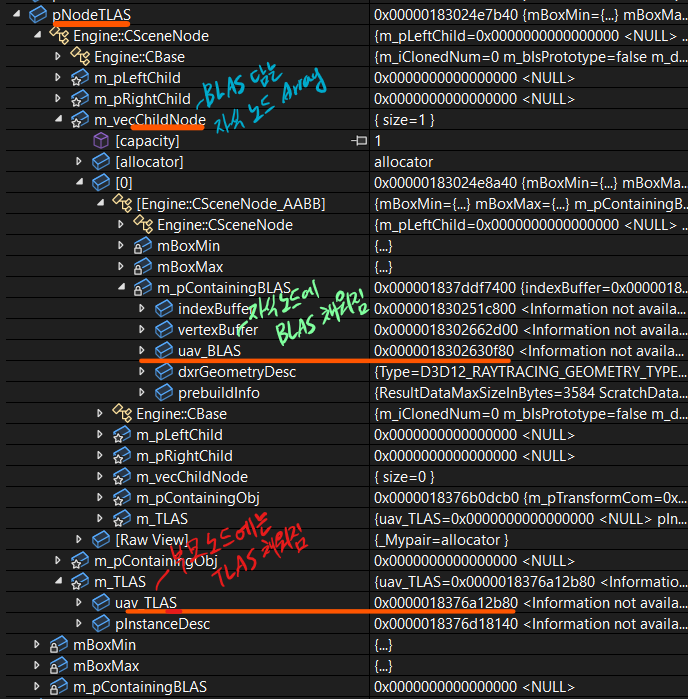 pNodeTLAS 0x00000183024e7b40 {mBoxMin={...} mBoxMa
Engine::CSceneNode {m_pLeftChild=0x0000000000000000 <NULL> ..
Engine::CBase {m_iClonedNum=0 m_bIsPrototype=false m_d
m_pLeftChild 0x0000000000000000 <NULL>
m_pRightChild 0x0000000000000000 <NULL>
BLAS 담는
자식 노드 Array
m_vecChildNode { size=1 }
[capacity] 1
[allocator] allocator
[0] 0x00000183024e8a40 {mBoxMin={...} mBoxMa
[Engine::CSceneNode_AABB] {mBoxMin={...} mBoxMax={...} m_pContainingB
Engine::CSceneNode {m_pLeftChild=0x0000000000000000 <NULL> ..
mBoxMin {...}
mBoxMax {...}
m_pContainingBLAS 0x000001837ddf7400 {indexBuffer=0x0000018
자식 노드에
BLAS 채워짐
indexBuffer 0x000001830251c800 <Information not availa
vertexBuffer 0x0000018302662d00 <Information not availa
uav_BLAS 0x0000018302630f80 <Information not availa
dxrGeometryDesc {Type=D3D12_RAYTRACING_GEOMETRY_TYPE
prebuildInfo {ResultDataMaxSizeInBytes=3584 ScratchData
Engine::CBase {m_iClonedNum=0 m_bIsPrototype=false m_d
m_pLeftChild 0x0000000000000000 <NULL>
m_pRightChild 0x0000000000000000 <NULL>
m_vecChildNode { size=0 }
m_pContainingObj 0x00000018376b0dcb0 {m_pTransformCom=0x
m_TLAS {uav_TLAS=0x0000000000000000 <NULL> pIn
부모 노드에는
TLAS 채워짐
[Raw View] {_Mypair=allocator }
m_pContainingObj 0x0000000000000000 <NULL>
m_TLAS {uav_TLAS=0x0000018376a12b80 <Informatio
uav_TLAS 0x0000018376a12b80 <Information not availa
pInstanceDesc 0x0000018376d18140 <Information not availa
mBoxMin {...}
mBoxMax {...}
m_pContainingBLAS 0x0000000000000000 <NULL>